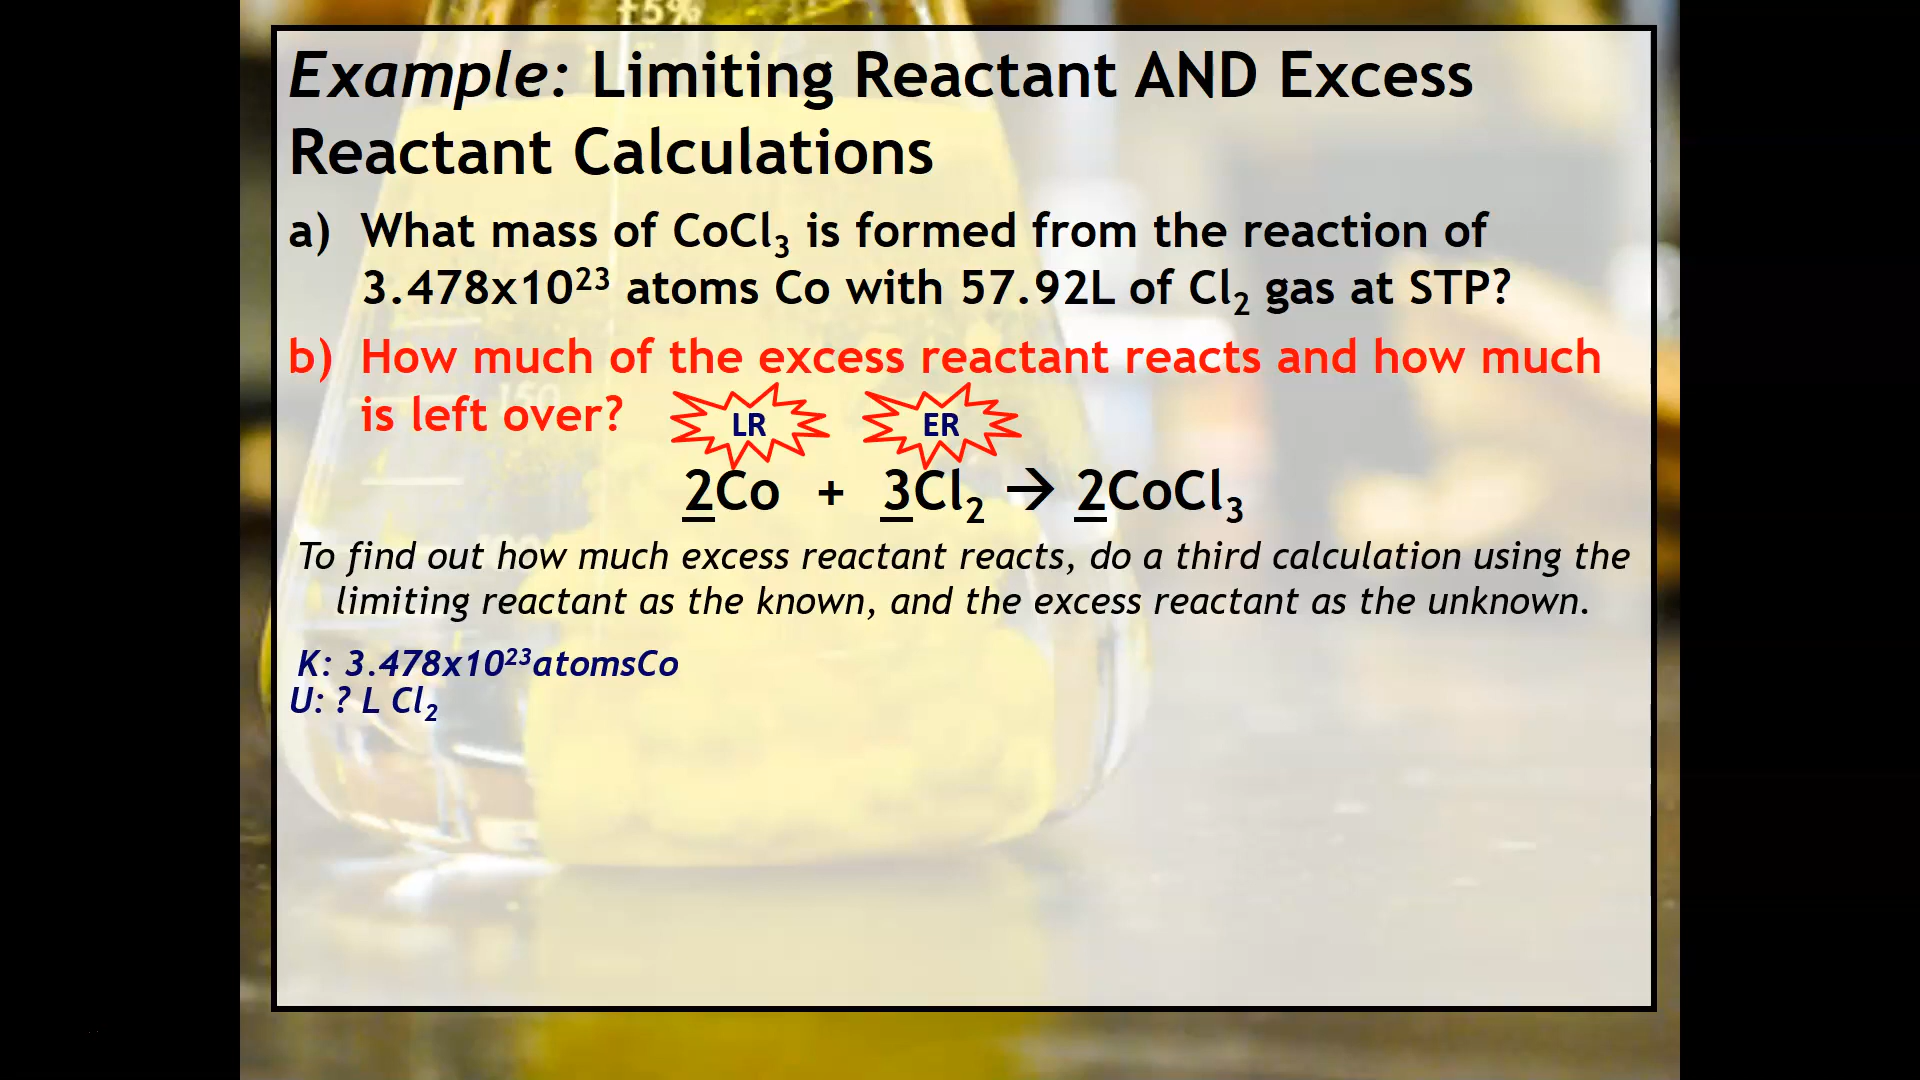 ±5%
Example: Limiting Reactant AND Excess
Reactant Calculations
a) What mass of CoCl₃ is formed from the reaction of
3.478x10²³ atoms Co with 57.92L of Cl₂ gas at STP?
b) How much of the excess reactant reacts and how much
150
is left over?
LR ER
2Co + 3Cl₂ → 2CoCl₃
To find out how much excess reactant reacts, do a third calculation using the
limiting reactant as the known, and the excess reactant as the unknown.
K: 3.478x10²³atomsCo
U: ? L Cl₂